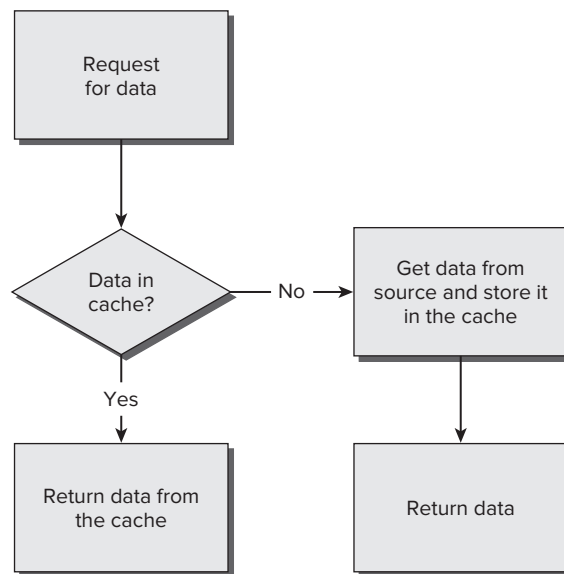 Request
for data
Data in
cache?
No
Get data from
source and store it
in the cache
Yes
Return data from
the cache
Return data